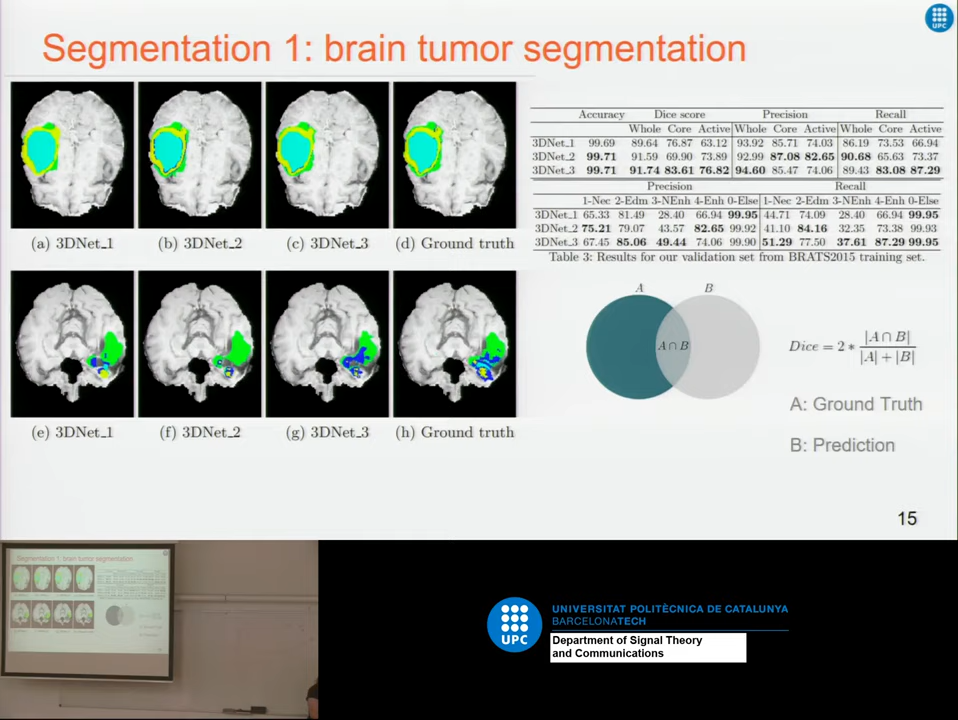 UPC
Segmentation 1: brain tumor segmentation
(a) 3DNet_1
(b) 3DNet_2
(c) 3DNet_3
(d) Ground truth
(e) 3DNet_1
(f) 3DNet_2
(g) 3DNet_3
(h) Ground truth
Accuracy Dice score Precision Recall
Whole Core Active Whole Core Active Whole Core Active
3DNet_1 99.69 89.64 76.87 63.12 93.92 85.71 74.03 86.19 73.53 66.94
3DNet_2 99.71 91.59 69.90 73.89 92.99 87.08 82.65 90.68 65.63 73.37
3DNet_3 99.71 91.74 83.61 76.82 94.60 85.47 74.06 89.43 83.08 87.29
Precision Recall
1-Nec 2-Edm 3-NEnh 4-Enh 0-Else 1-Nec 2-Edm 3-NEnh 4-Enh 0-Else
3DNet_1 65.33 81.49 28.40 66.94 99.95 44.71 74.09 28.40 66.94 99.95
3DNet_2 75.21 79.07 43.57 82.65 99.92 41.10 84.16 32.35 73.38 99.93
3DNet_3 67.45 85.06 49.44 74.06 99.90 51.29 77.50 37.61 87.29 99.95
Table 3: Results for our validation set from BRATS2015 training set.
A B
A ∩ B
Dice = 2 * |A ∩ B| / |A| + |B|
A: Ground Truth
B: Prediction
15
Segmentation 1: brain tumor segmentation
UPC
UNIVERSITAT POLITÈCNICA DE CATALUNYA
BARCELONATECH
Department of Signal Theory
and Communications